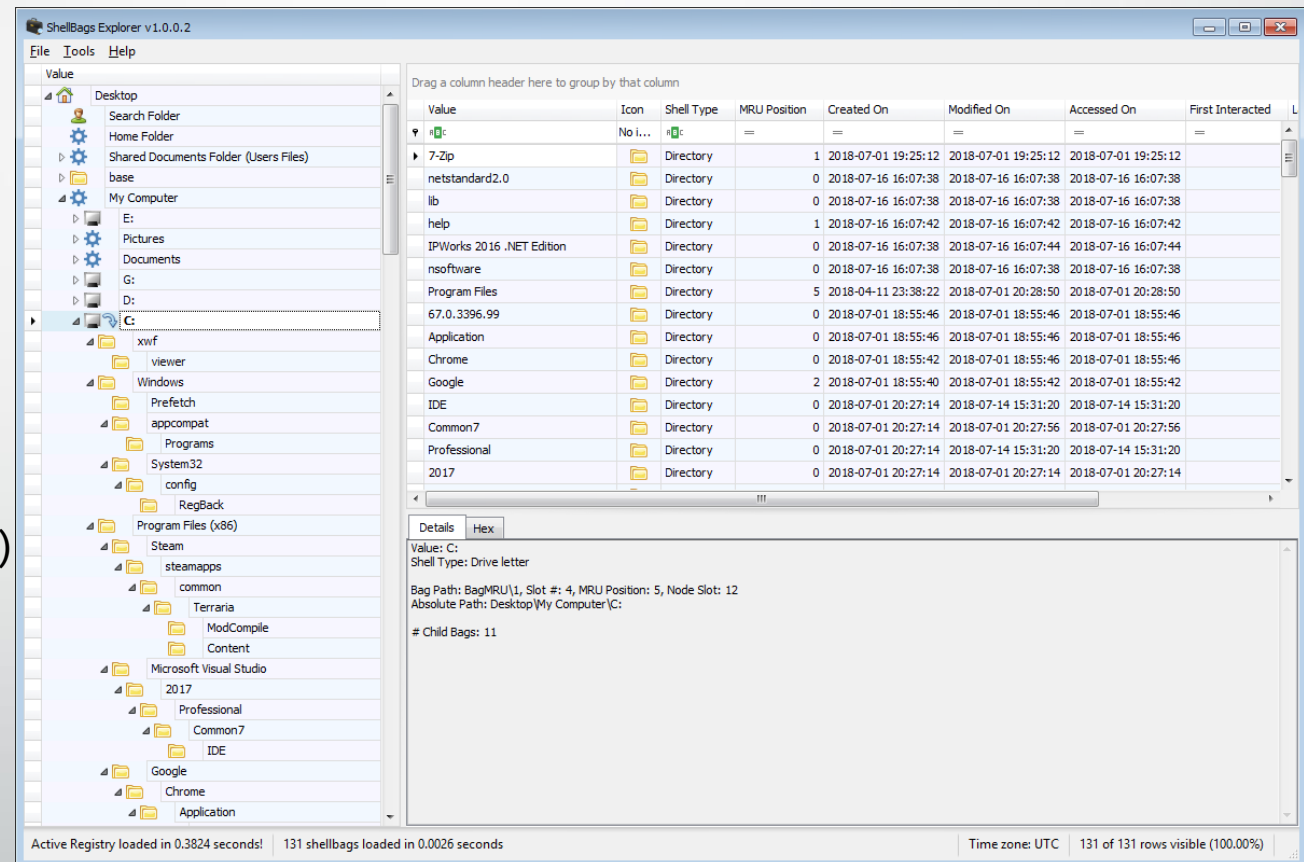 ShellBags Explorer v1.0.0.2
File Tools Help
Value
Desktop
Search Folder
Home Folder
Shared Documents Folder (Users Files)
base
My Computer
E:
Pictures
Documents
G:
D:
C:
xwf
viewer
Windows
Prefetch
appcompat
Programs
System32
config
RegBack
Program Files (x86)
Steam
steamapps
common
Terraria
ModCompile
Content
Microsoft Visual Studio
2017
Professional
Common7
IDE
Google
Chrome
Application
)
Drag a column header here to group by that column
Value Icon Shell Type MRU Position Created On Modified On Accessed On First Interacted L
No i... = = = = =
7-Zip Directory 1 2018-07-01 19:25:12 2018-07-01 19:25:12 2018-07-01 19:25:12
netstandard2.0 Directory 0 2018-07-16 16:07:38 2018-07-16 16:07:38 2018-07-16 16:07:38
lib Directory 0 2018-07-16 16:07:38 2018-07-16 16:07:38 2018-07-16 16:07:38
help Directory 1 2018-07-16 16:07:42 2018-07-16 16:07:42 2018-07-16 16:07:42
IPWorks 2016 .NET Edition Directory 0 2018-07-16 16:07:38 2018-07-16 16:07:44 2018-07-16 16:07:44
nsoftware Directory 0 2018-07-16 16:07:38 2018-07-16 16:07:38 2018-07-16 16:07:38
Program Files Directory 5 2018-04-11 23:38:22 2018-07-01 20:28:50 2018-07-01 20:28:50
67.0.3396.99 Directory 0 2018-07-01 18:55:46 2018-07-01 18:55:46 2018-07-01 18:55:46
Application Directory 0 2018-07-01 18:55:46 2018-07-01 18:55:46 2018-07-01 18:55:46
Chrome Directory 0 2018-07-01 18:55:42 2018-07-01 18:55:46 2018-07-01 18:55:46
Google Directory 2 2018-07-01 18:55:40 2018-07-01 18:55:42 2018-07-01 18:55:42
IDE Directory 0 2018-07-01 20:27:14 2018-07-14 15:31:20 2018-07-14 15:31:20
Common7 Directory 0 2018-07-01 20:27:14 2018-07-01 20:27:56 2018-07-01 20:27:56
Professional Directory 0 2018-07-01 20:27:14 2018-07-14 15:31:20 2018-07-14 15:31:20
2017 Directory 0 2018-07-01 20:27:14 2018-07-01 20:27:14 2018-07-01 20:27:14
Details Hex
Value: C:
Shell Type: Drive letter
Bag Path: BagMRU\1, Slot #: 4, MRU Position: 5, Node Slot: 12
Absolute Path: Desktop\My Computer\C:
# Child Bags: 11
Active Registry loaded in 0.3824 seconds! 131 shellbags loaded in 0.0026 seconds Time zone: UTC 131 of 131 rows visible (100.00%)